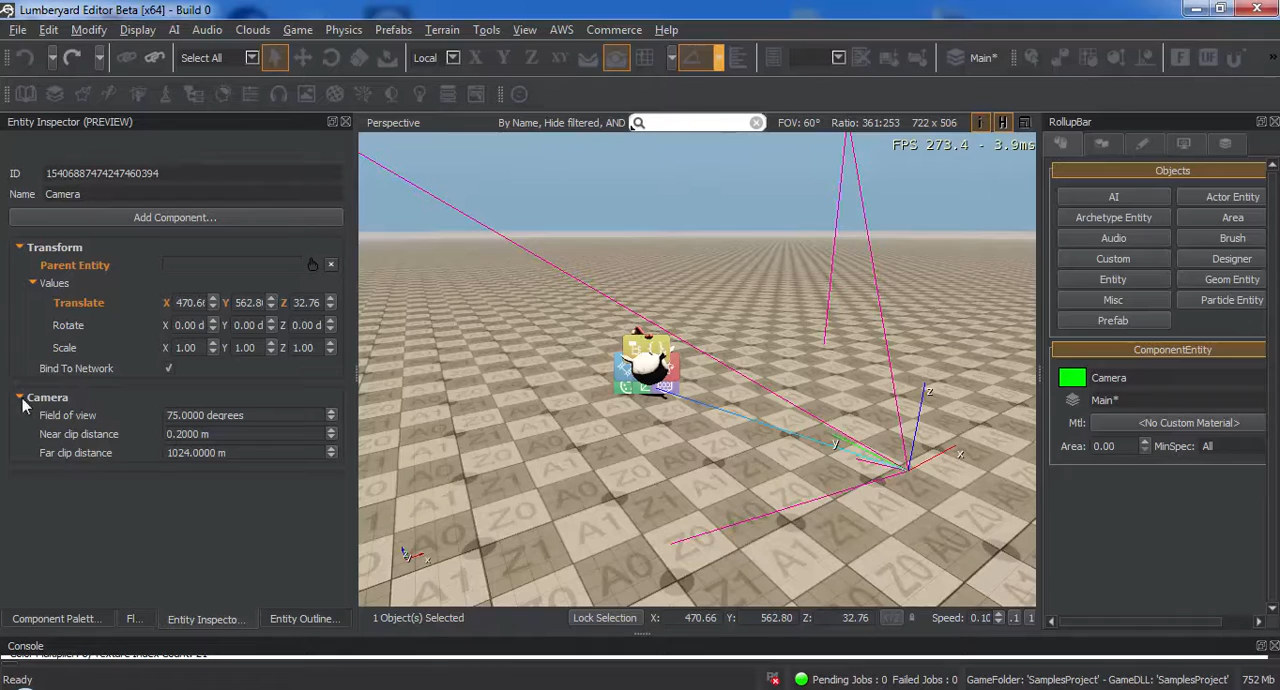 Lumberyard Editor Beta [x64] - Build 0
File Edit Modify Display AI Audio Clouds Game Physics Prefabs Terrain Tools View AWS Commerce Help
Select All Local X Y Z XY Main*
Entity Inspector (PREVIEW)
Perspective By Name, Hide filtered, AND FOV: 60° Ratio: 361:253 722 x 506
RollupBar
FPS 273.4 - 3.9ms
ID 15406887474247460394
Name Camera
Add Component...
Transform
Parent Entity
Values
Translate X 470.66 Y 562.80 Z 32.76
Rotate X 0.00 d Y 0.00 d Z 0.00 d
Scale X 1.00 Y 1.00 Z 1.00
Bind To Network
Camera
Field of view 75.0000 degrees
Near clip distance 0.2000 m
Far clip distance 1024.0000 m
z
y
x
x
Objects
AI Actor Entity
Archetype Entity Area
Audio Brush
Custom Designer
Entity Geom Entity
Misc Particle Entity
Prefab
ComponentEntity
Camera
Main*
Mtl: <No Custom Material>
Area: 0.00 MinSpec: All
Component Palett... Fl... Entity Inspecto... Entity Outline...
1 Object(s) Selected Lock Selection X: 470.66 Y: 562.80 Z: 32.76 Speed: 0.10 .1 1
Console
Ready Pending Jobs : 0 Failed Jobs : 0 GameFolder: 'SamplesProject' - GameDLL: 'SamplesProject' 752 Mb